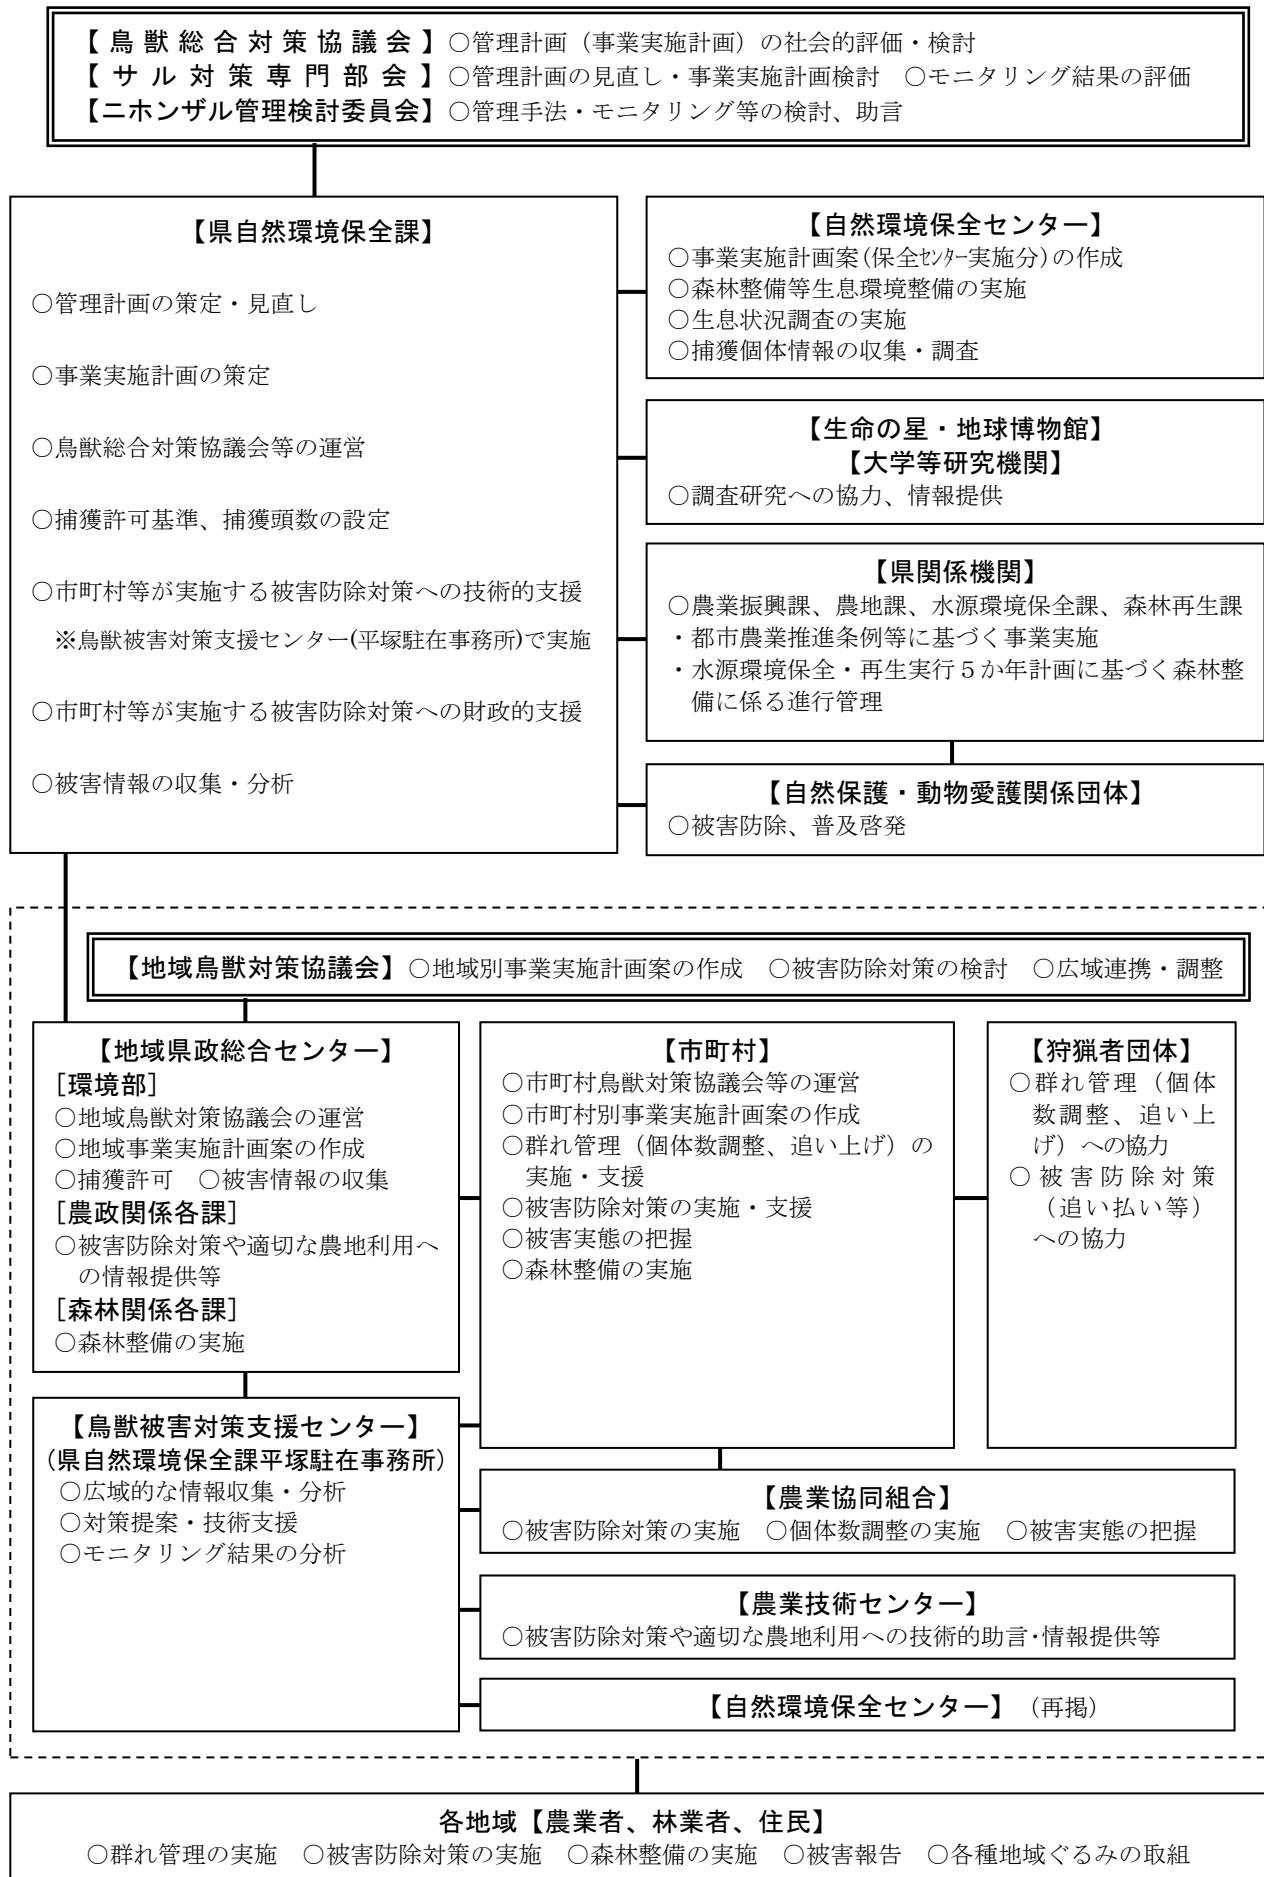 【鳥獣総合対策協議会】○管理計画（事業実施計画）の社会的評価・検討
【サル対策専門部会】○管理計画の見直し・事業実施計画検討　○モニタリング結果の評価
【ニホンザル管理検討委員会】○管理手法・モニタリング等の検討、助言
【県自然環境保全課】
○管理計画の策定・見直し
○事業実施計画の策定
○鳥獣総合対策協議会等の運営
○捕獲許可基準、捕獲頭数の設定
○市町村等が実施する被害防除対策への技術的支援
※鳥獣被害対策支援センター(平塚駐在事務所)で実施
○市町村等が実施する被害防除対策への財政的支援
○被害情報の収集・分析
【自然環境保全センター】
○事業実施計画案(保全ｾﾝﾀｰ実施分)の作成
○森林整備等生息環境整備の実施
○生息状況調査の実施
○捕獲個体情報の収集・調査
【生命の星・地球博物館】
【大学等研究機関】
○調査研究への協力、情報提供
【県関係機関】
○農業振興課、農地課、水源環境保全課、森林再生課
・都市農業推進条例等に基づく事業実施
・水源環境保全・再生実行５か年計画に基づく森林整
備に係る進行管理
【自然保護・動物愛護関係団体】
○被害防除、普及啓発
【地域鳥獣対策協議会】○地域別事業実施計画案の作成　○被害防除対策の検討　○広域連携・調整
【地域県政総合センター】
［環境部］
○地域鳥獣対策協議会の運営
○地域事業実施計画案の作成
○捕獲許可　○被害情報の収集
［農政関係各課］
○被害防除対策や適切な農地利用へ
の情報提供等
［森林関係各課］
○森林整備の実施
【市町村】
○市町村鳥獣対策協議会等の運営
○市町村別事業実施計画案の作成
○群れ管理（個体数調整、追い上げ）の
実施・支援
○被害防除対策の実施・支援
○被害実態の把握
○森林整備の実施
【狩猟者団体】
○群れ管理（個体
数調整、追い上
げ）への協力
○被害防除対策
（追い払い等）
への協力
【鳥獣被害対策支援センター】
(県自然環境保全課平塚駐在事務所)
○広域的な情報収集・分析
○対策提案・技術支援
○モニタリング結果の分析
【農業協同組合】
○被害防除対策の実施　○個体数調整の実施　○被害実態の把握
【農業技術センター】
○被害防除対策や適切な農地利用への技術的助言･情報提供等
【自然環境保全センター】（再掲）
各地域【農業者、林業者、住民】
○群れ管理の実施　○被害防除対策の実施　○森林整備の実施　○被害報告　○各種地域ぐるみの取組